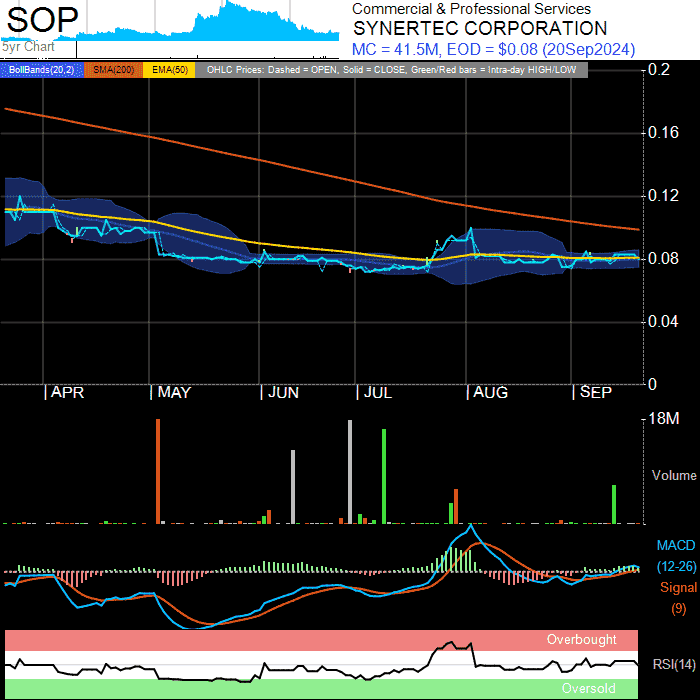 SOP
5yr Chart
Commercial & Professional Services
SYNERTEC CORPORATION
MC = 41.5M, EOD = $0.08 (20Sep2024)
BollBands(20,2) SMA(200) EMA(50) OHLC Prices: Dashed = OPEN, Solid = CLOSE, Green/Red bars = Intra-day HIGH/LOW
0.2
0.16
0.12
0.08
0.04
0
APR MAY JUN JUL AUG SEP
18M
Volume
MACD
(12-26)
Signal
(9)
Overbought
RSI(14)
Oversold